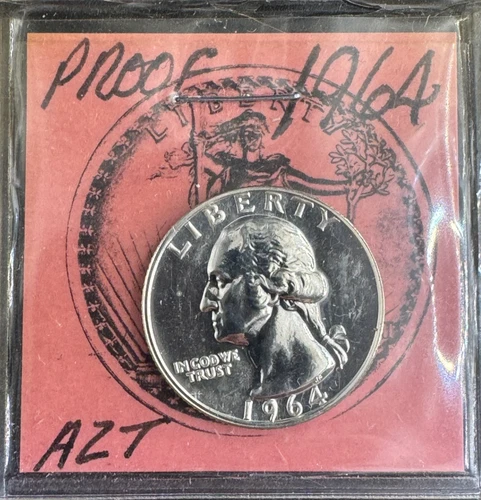 PROOF 1964
LIBERTY
LIBERTY
IN GOD WE
TRUST
1964
AZT